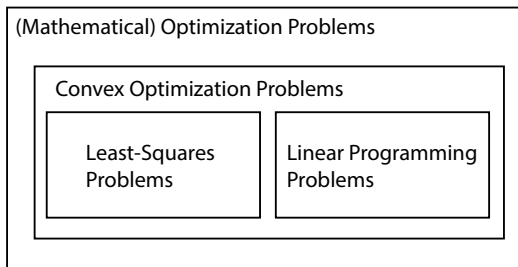 (Mathematical) Optimization Problems
Convex Optimization Problems
Least-Squares
Problems
Linear Programming
Problems